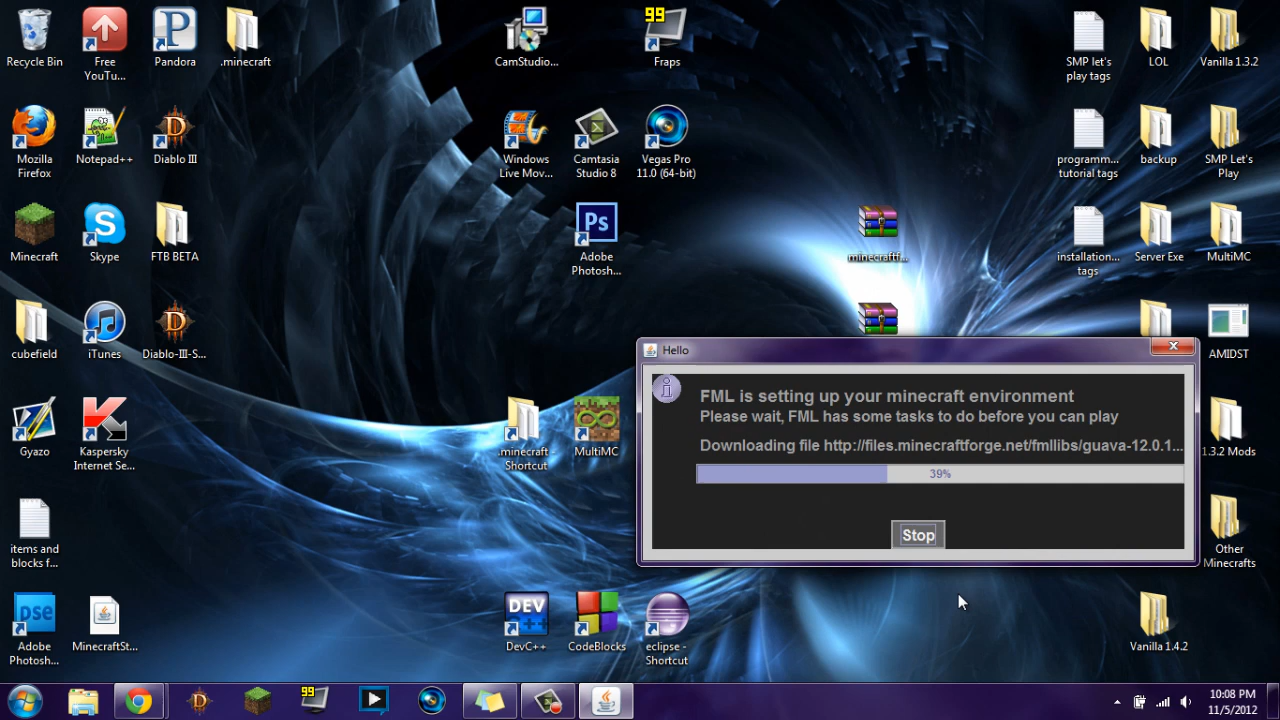 Recycle Bin
Free
YouTu...
Pandora
.minecraft
CamStudio...
99
Fraps
SMP let's
play tags
LOL
Vanilla 1.3.2
Mozilla
Firefox
Notepad++
Diablo III
Windows
Live Mov...
Camtasia
Studio 8
Vegas Pro
11.0 (64-bit)
programm...
tutorial tags
backup
SMP Let's
Play
Minecraft
Skype
FTB BETA
Ps
Adobe
Photosh...
minecraftf...
installation...
tags
Server Exe
MultiMC
cubefield
iTunes
Diablo-III-S...
AMIDST
Hello
FML is setting up your minecraft environment
Please wait, FML has some tasks to do before you can play
Downloading file http://files.minecraftforge.net/fmllibs/guava-12.0.1...
39%
Stop
Gyazo
Kaspersky
Internet Se...
.minecraft -
Shortcut
MultiMC
1.3.2 Mods
items and
blocks f...
Other
Minecrafts
pse
Adobe
Photosh...
MinecraftSt...
DEV
C++
DevC++
CodeBlocks
eclipse -
Shortcut
Vanilla 1.4.2
99
10:08 PM
11/5/2012